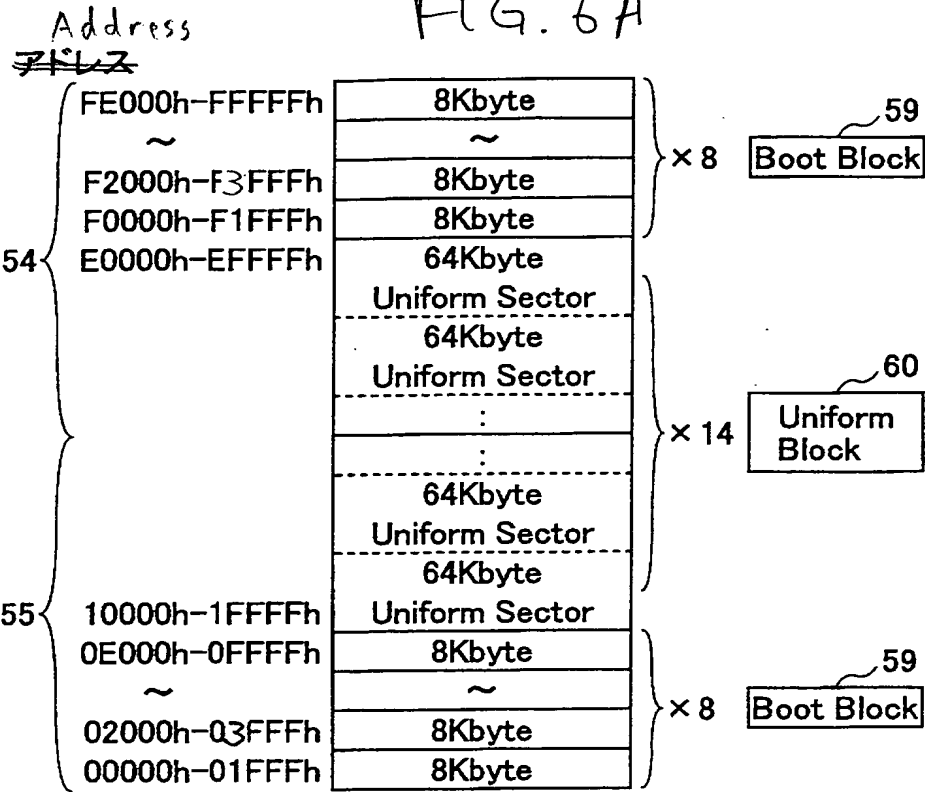 FIG. 6A
Address
アドレス
FE000h-FFFFFh 8Kbyte
~ ~
F2000h-F3FFFh 8Kbyte
F0000h-F1FFFh 8Kbyte
×8 Boot Block 59
54 E0000h-EFFFFh 64Kbyte
Uniform Sector
64Kbyte
Uniform Sector
:
:
×14 Uniform
Block 60
64Kbyte
Uniform Sector
64Kbyte
55 10000h-1FFFFh Uniform Sector
0E000h-0FFFFh 8Kbyte
~ ~
02000h-03FFFh 8Kbyte
00000h-01FFFh 8Kbyte
×8 Boot Block 59